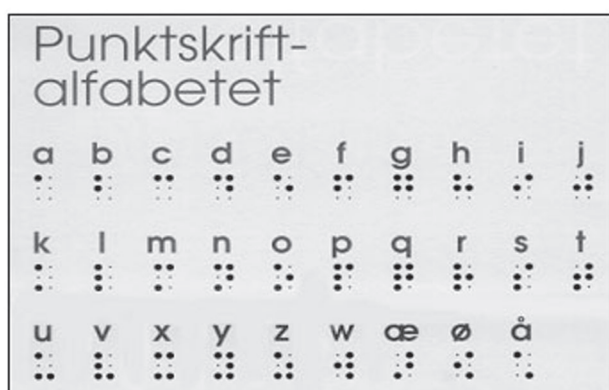 Punktskrift-
alfabetet
a b c d e f g h i j
k l m n o p q r s t
u v x y z w æ ø å